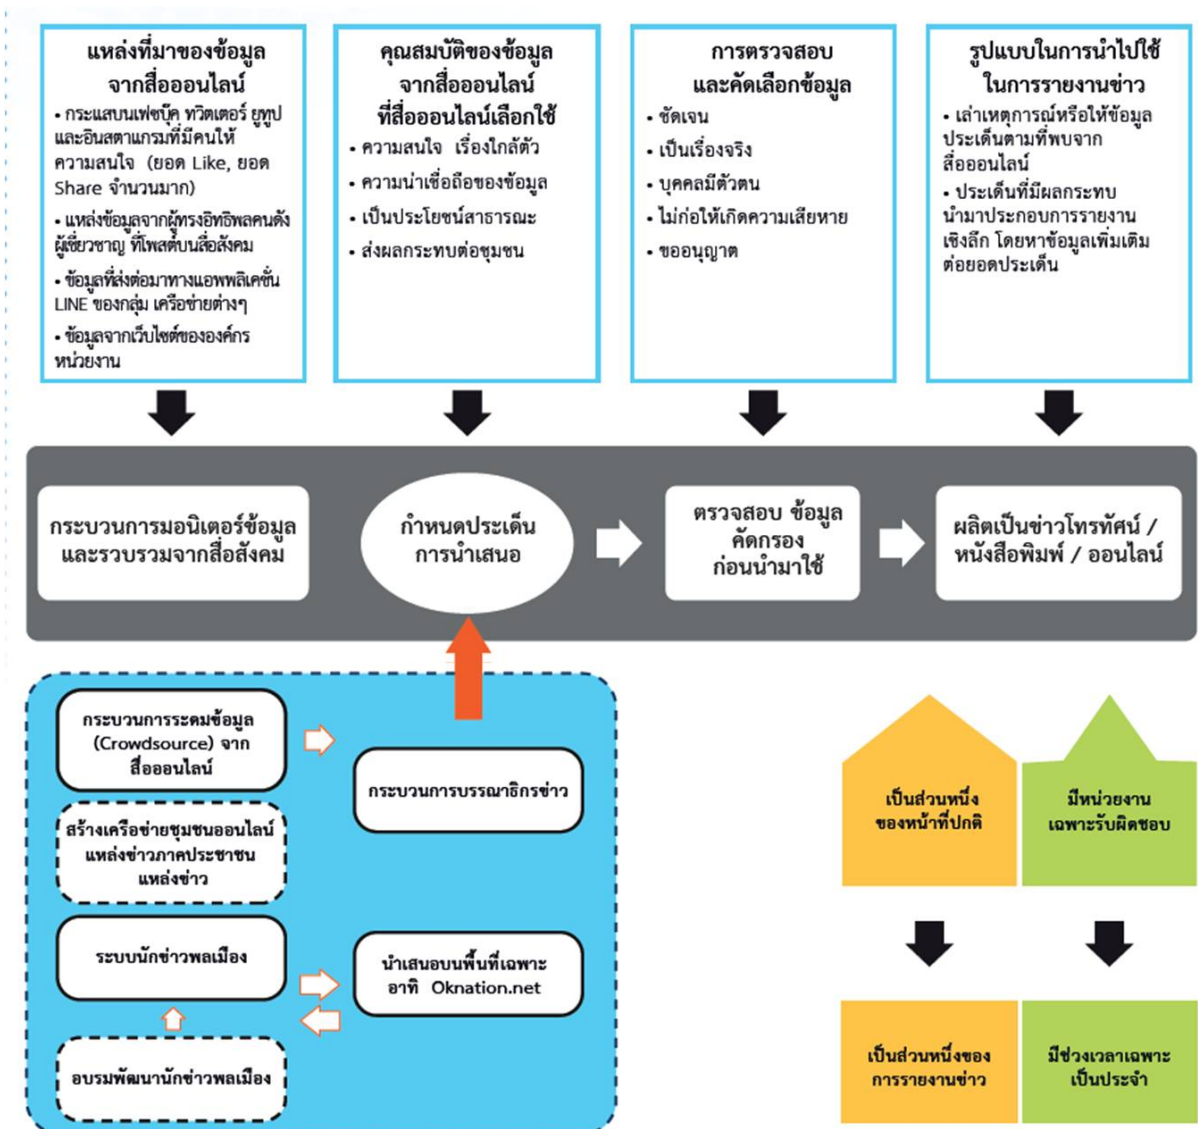 แหล่งที่มาของข้อมูล
จากสื่อออนไลน์
• กระแสบนเฟซบุ๊ค ทวิตเตอร์ ยูทูป
และอินสตาแกรมที่มีคนให้
ความสนใจ (ยอด Like, ยอด
Share จำนวนมาก)
• แหล่งข้อมูลจากผู้ทรงอิทธิพลคนดัง
ผู้เชี่ยวชาญ ที่โพสต์บนสื่อสังคม
• ข้อมูลที่ส่งต่อมาทางแอพพลิเคชั่น
LINE ของกลุ่ม เครือข่ายต่างๆ
• ข้อมูลจากเว็บไซต์ขององค์กร
หน่วยงาน
คุณสมบัติของข้อมูล
จากสื่อออนไลน์
ที่สื่อออนไลน์เลือกใช้
• ความสนใจ เรื่องใกล้ตัว
• ความน่าเชื่อถือของข้อมูล
• เป็นประโยชน์สาธารณะ
• ส่งผลกระทบต่อชุมชน
การตรวจสอบ
และคัดเลือกข้อมูล
• ชัดเจน
• เป็นเรื่องจริง
• บุคคลมีตัวตน
• ไม่ก่อให้เกิดความเสียหาย
• ขออนุญาต
รูปแบบในการนำไปใช้
ในการรายงานข่าว
• เล่าเหตุการณ์หรือให้ข้อมูล
ประเด็นตามที่พบจาก
สื่อออนไลน์
• ประเด็นที่มีผลกระทบ
นำมาประกอบการรายงาน
เชิงลึก โดยหาข้อมูลเพิ่มเติม
ต่อยอดประเด็น
กระบวนการมอนิเตอร์ข้อมูล
และรวบรวมจากสื่อสังคม
กำหนดประเด็น
การนำเสนอ
ตรวจสอบ ข้อมูล
คัดกรอง
ก่อนนำมาใช้
ผลิตเป็นข่าวโทรทัศน์ /
หนังสือพิมพ์ / ออนไลน์
กระบวนการระดมข้อมูล
(Crowdsource) จาก
สื่อออนไลน์
กระบวนการบรรณาธิกรข่าว
สร้างเครือข่ายชุมชนออนไลน์
แหล่งข่าวภาคประชาชน
แหล่งข่าว
ระบบนักข่าวพลเมือง
นำเสนอบนพื้นที่เฉพาะ
อาทิ Oknation.net
อบรมพัฒนานักข่าวพลเมือง
เป็นส่วนหนึ่ง
ของหน้าที่ปกติ
มีหน่วยงาน
เฉพาะรับผิดชอบ
เป็นส่วนหนึ่งของ
การรายงานข่าว
มีช่วงเวลาเฉพาะ
เป็นประจำ